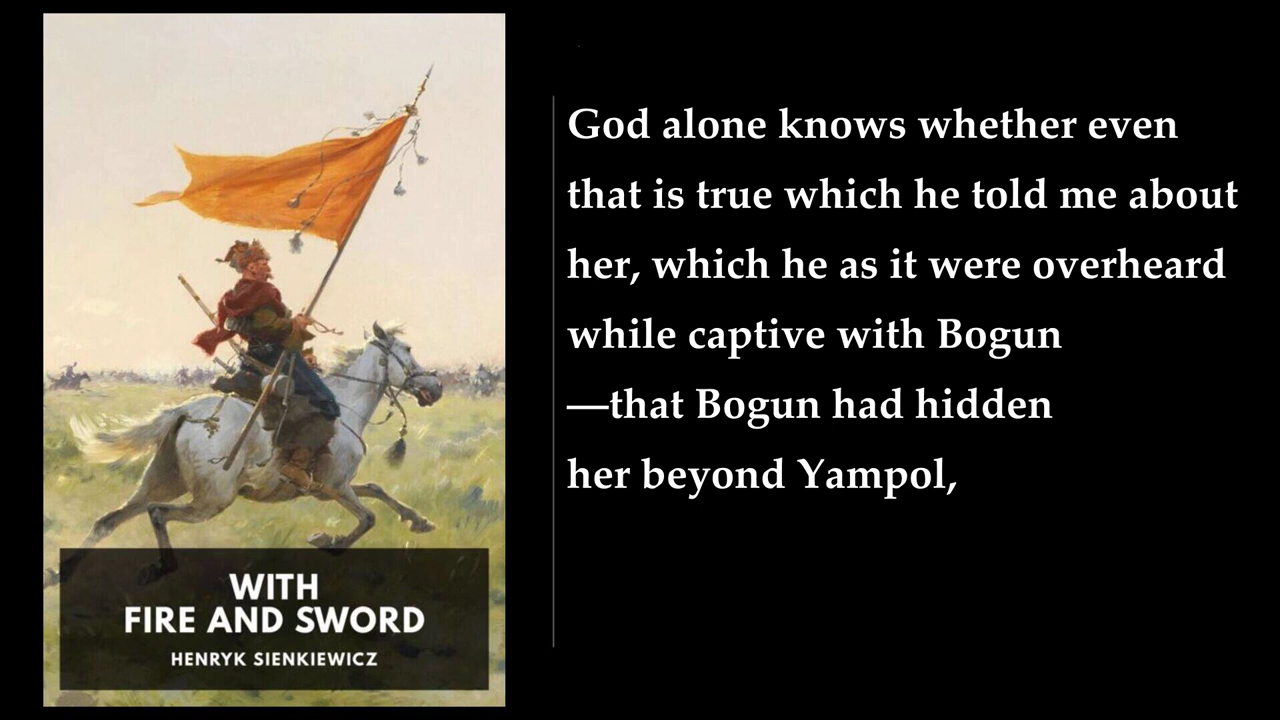 God alone knows whether even
that is true which he told me about
her, which he as it were overheard
while captive with Bogun
—that Bogun had hidden
her beyond Yampol,
WITH
FIRE AND SWORD
HENRYK SIENKIEWICZ